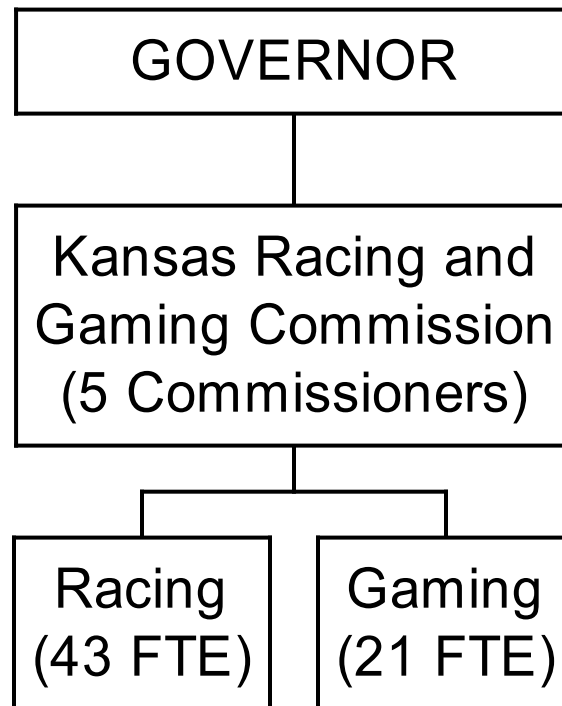 GOVERNOR
Kansas Racing and
Gaming Commission
(5 Commissioners)
Racing
(43 FTE)
Gaming
(21 FTE)